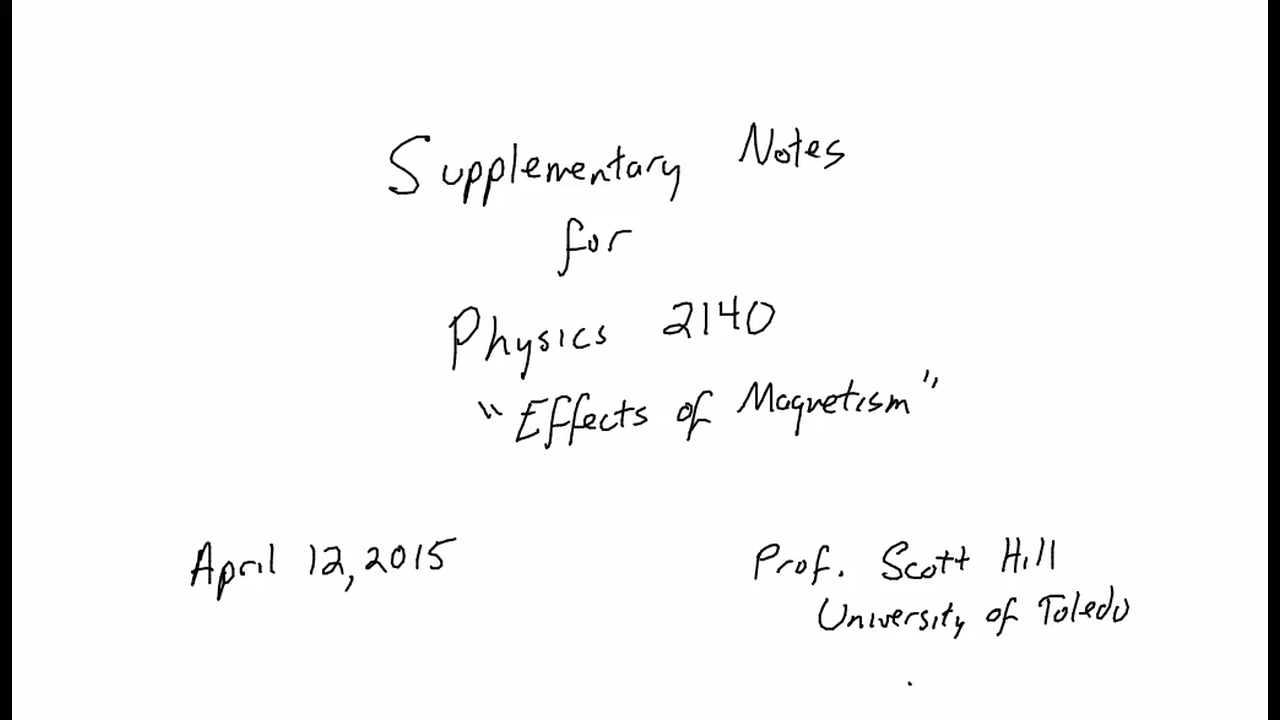 Supplementary Notes
for
Physics 2140
"Effects of Magnetism"
April 12, 2015
Prof. Scott Hill
University of Toledo